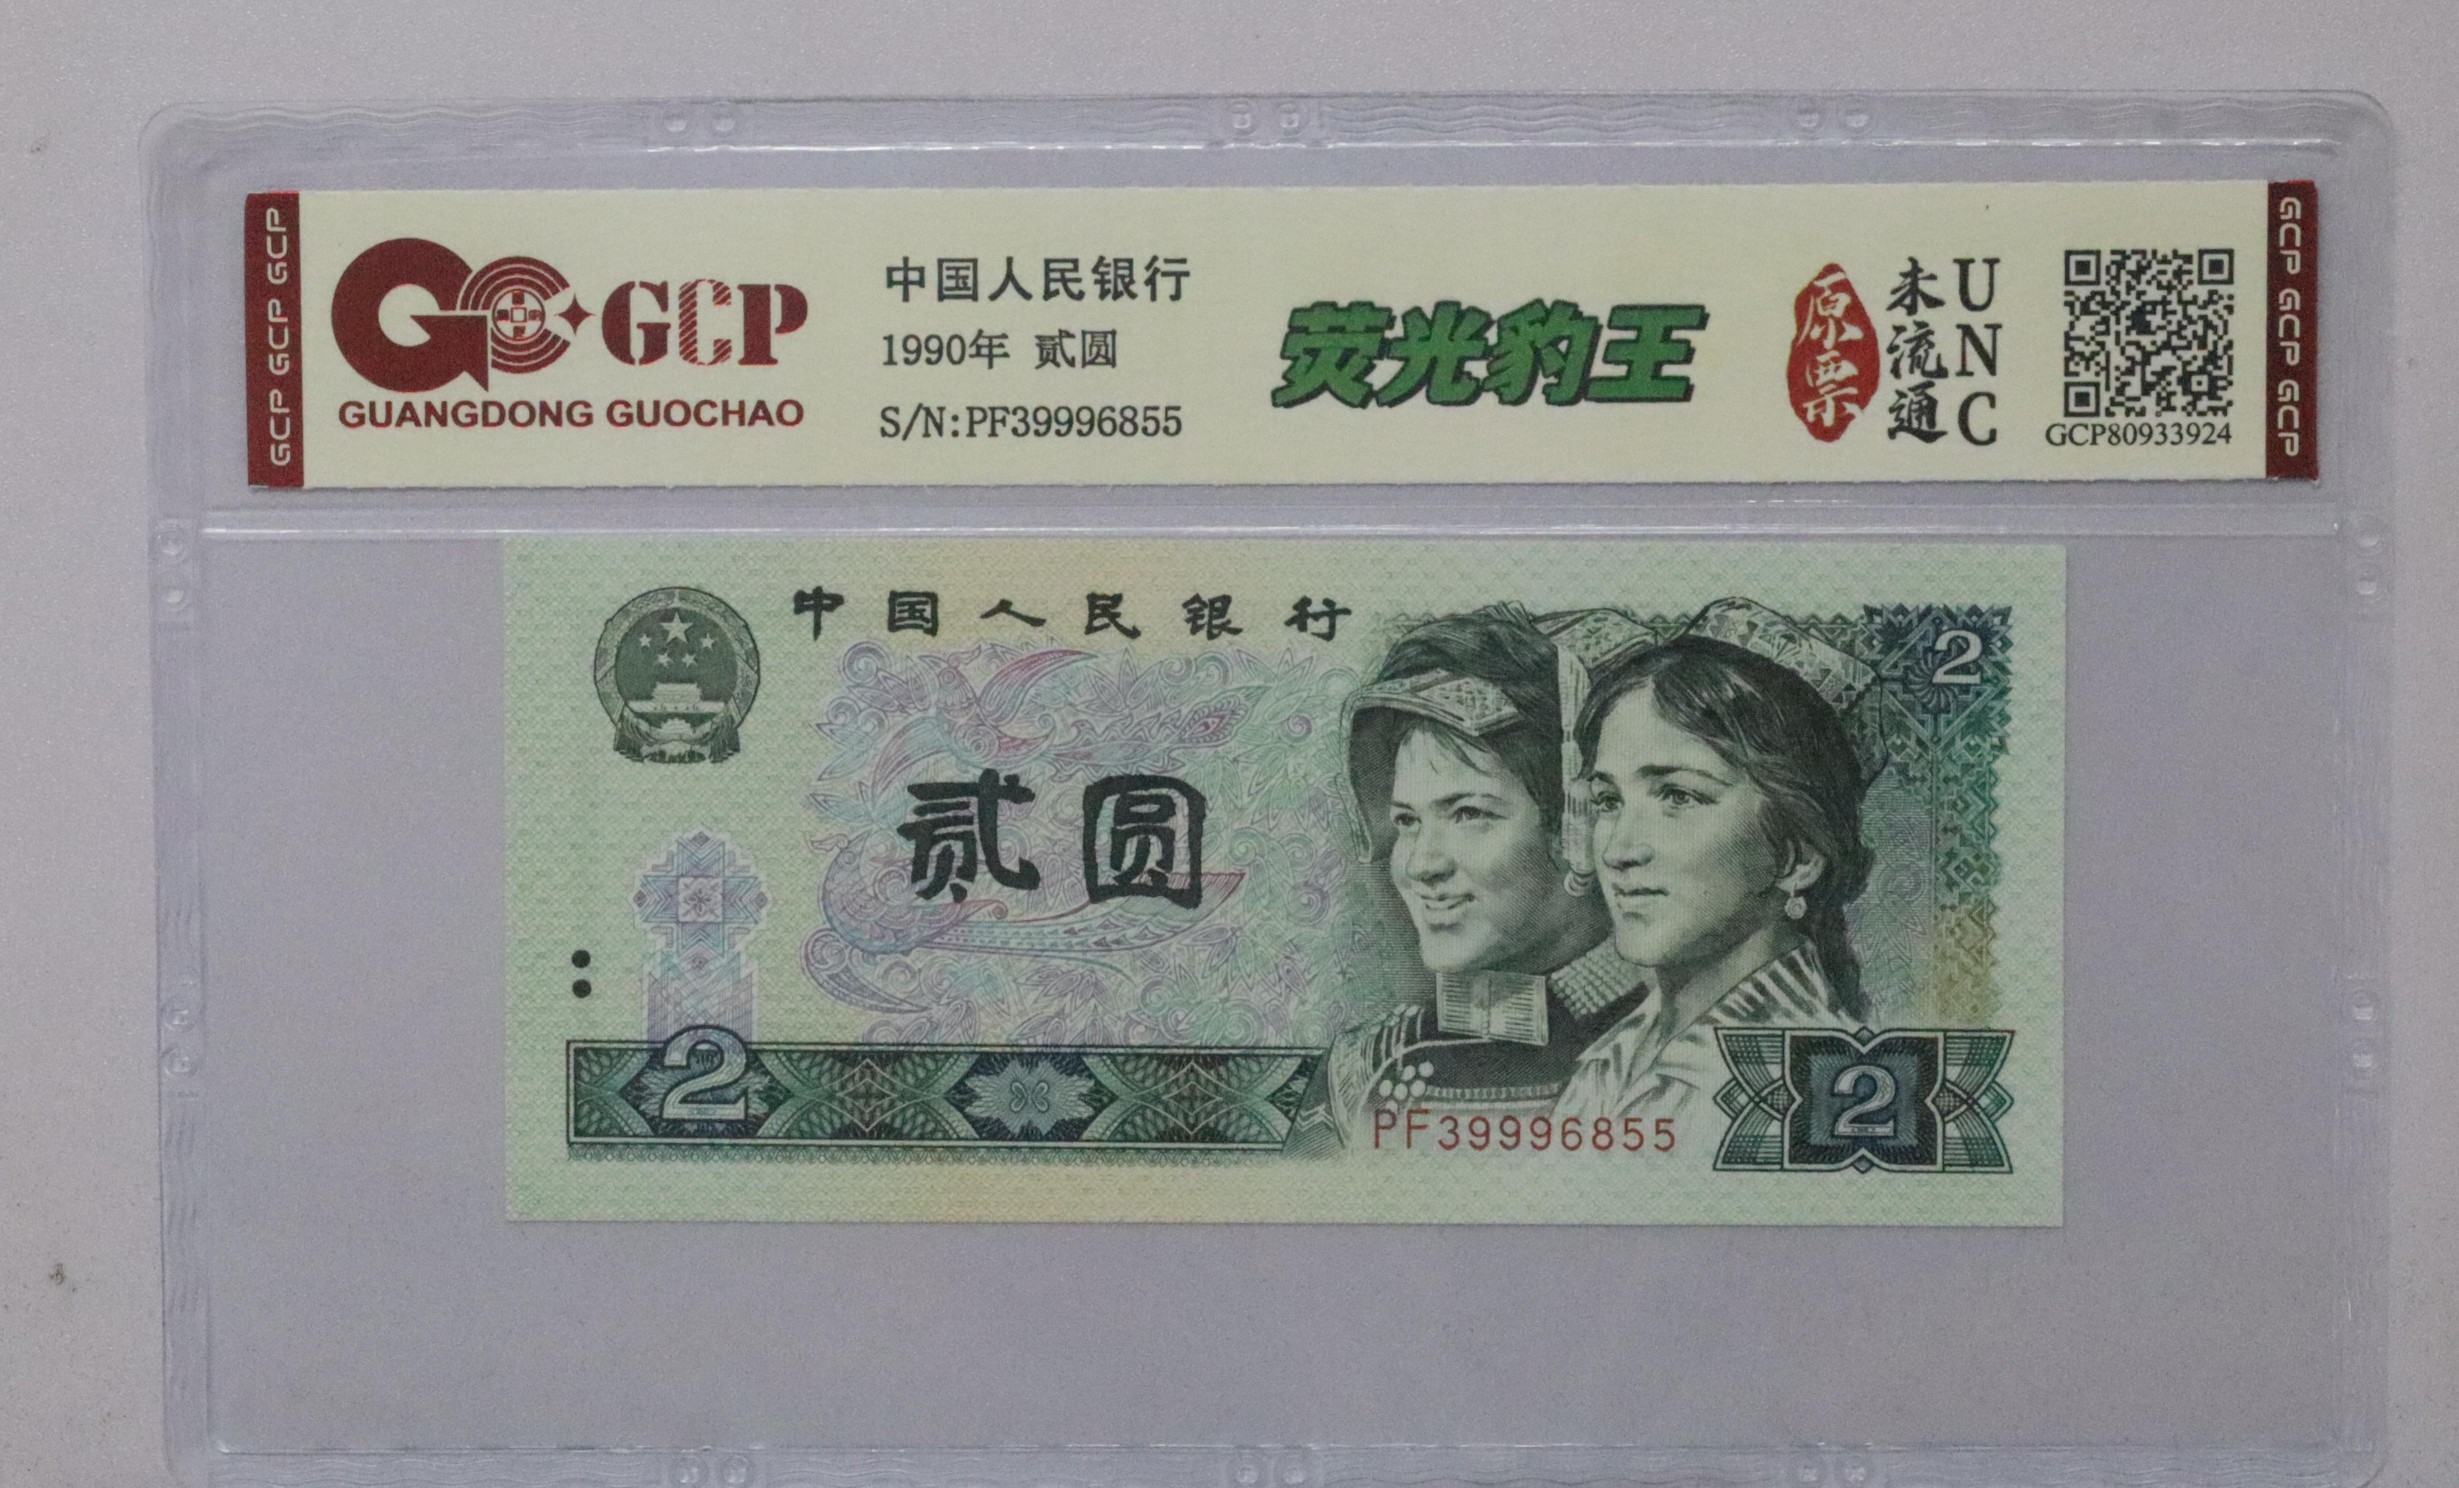 GCP GCP GCP
GCP
GUANGDONG GUOCHAO
中国人民银行
1990年 贰圆
S/N:PF39996855
荧光豹王
原票
未流通
UNC
GCP80933924
GCP GCP GCP
中国人民银行
2
贰圆
2
PF39996855
2